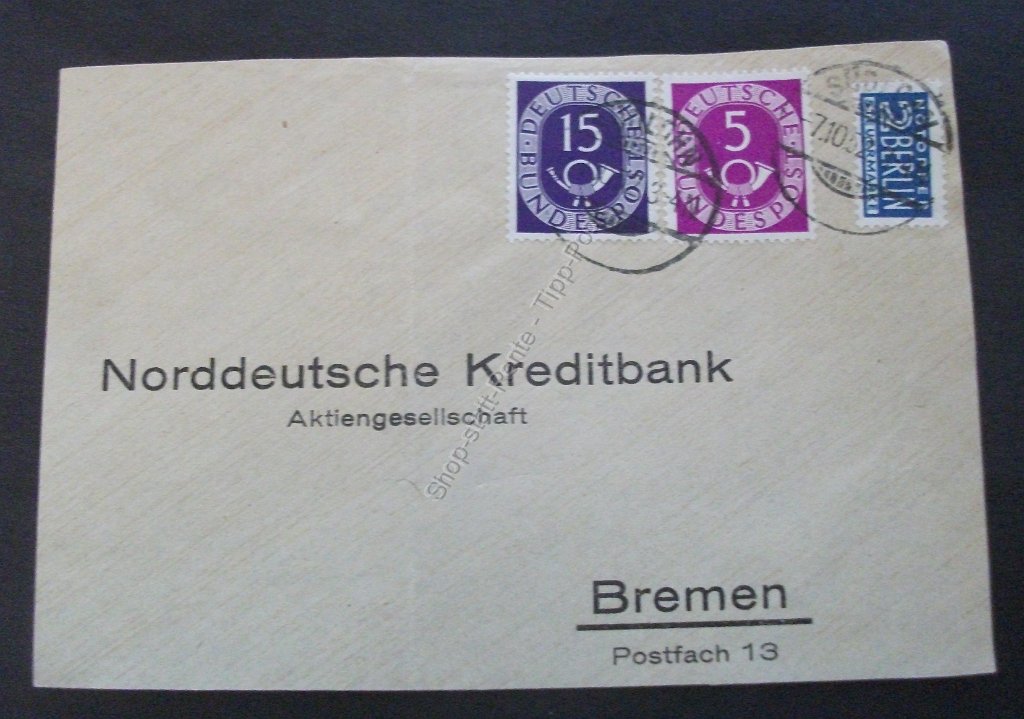 DEUTSCHE BUNDESPOST
15
DEUTSCHE BUNDESPOST
5
NOTOPFER
2 BERLIN
STEUERMARKE
Norddeutsche Kreditbank
Aktiengesellschaft
Bremen
Postfach 13